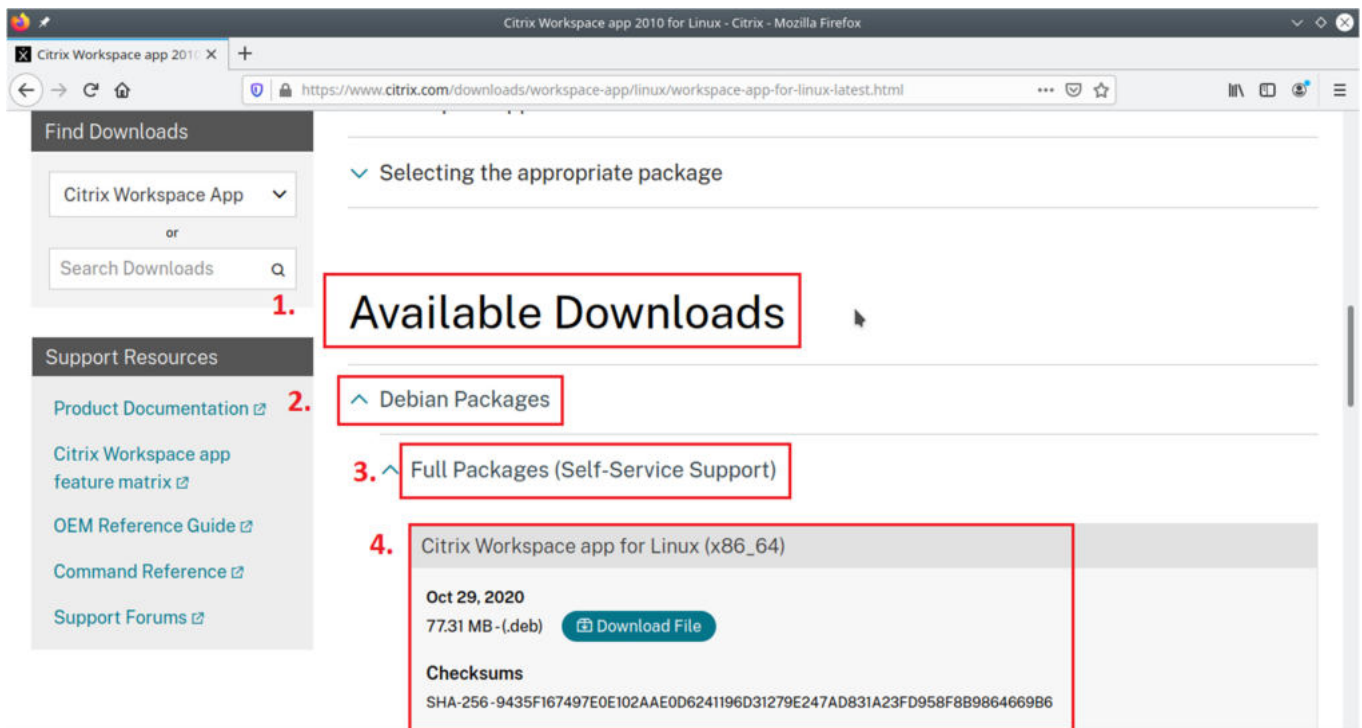 Citrix Workspace app 2010 for Linux - Citrix - Mozilla Firefox
Citrix Workspace app 2010
https://www.citrix.com/downloads/workspace-app/linux/workspace-app-for-linux-latest.html
Find Downloads
Citrix Workspace App
or
Search Downloads
Support Resources
Product Documentation
Citrix Workspace app
feature matrix
OEM Reference Guide
Command Reference
Support Forums
Selecting the appropriate package
1. Available Downloads
2. Debian Packages
3. Full Packages (Self-Service Support)
4. Citrix Workspace app for Linux (x86_64)
Oct 29, 2020
77.31 MB - (.deb) Download File
Checksums
SHA-256 - 9435F167497E0E102AAE0D6241196D31279E247AD831A23FD958F8B9864669B6